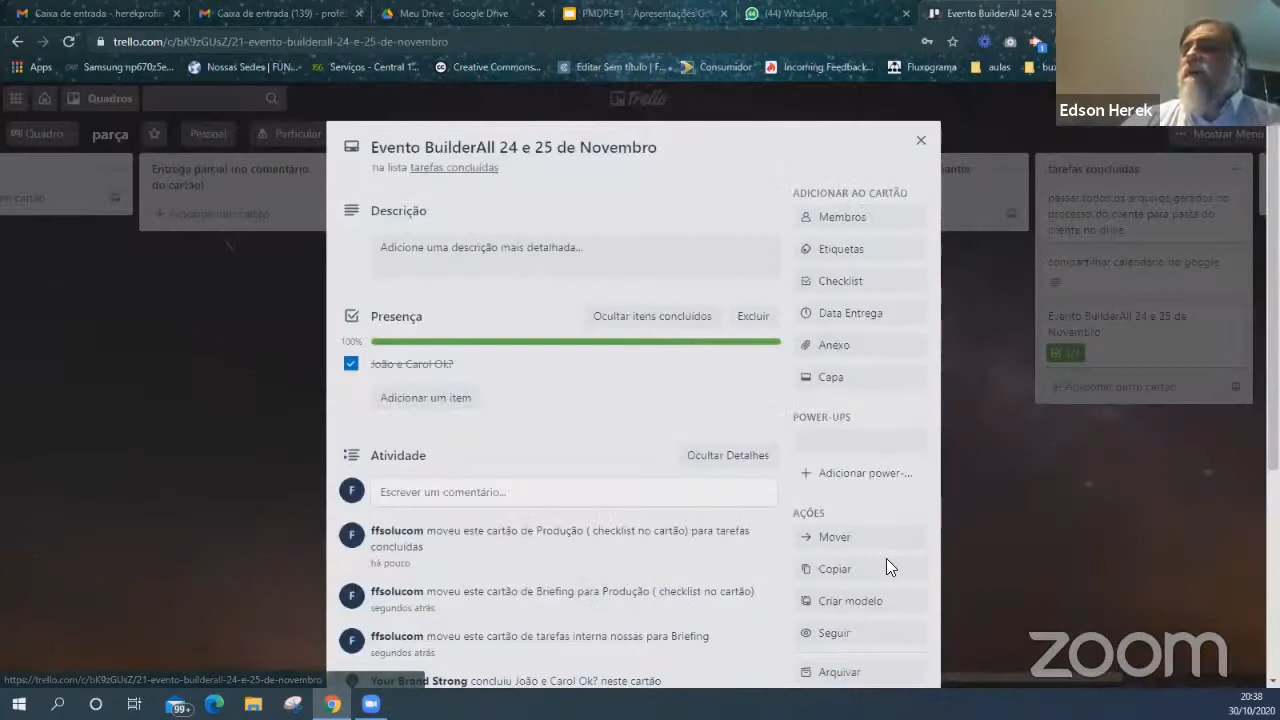 Caixa de entrada - herekprofis
Caixa de entrada (139) - profe
Meu Drive - Google Drive
PMDPE#1 - Apresentações G
(44) WhatsApp
Evento BuilderAll 24 e 25
trello.com/c/bK9zGUsZ/21-evento-builderall-24-e-25-de-novembro
Apps
Samsung np670z5e...
Nossas Sedes | FUN...
Serviços - Central 1...
Creative Commons...
Editar Sem título | F...
Consumidor
Incoming Feedback...
Fluxograma
aulas
Edson Herek
Quadros
Trello
Quadro
parça
Pessoal
Particular
Mostrar Menu
Evento BuilderAll 24 e 25 de Novembro
na lista tarefas concluídas
Descrição
Adicione uma descrição mais detalhada...
Presença
Ocultar itens concluídos
Excluir
100%
João e Carol Ok?
Adicionar um item
Atividade
Ocultar Detalhes
F
Escrever um comentário...
F
ffsolucom moveu este cartão de Produção ( checklist no cartão) para tarefas
concluídas
há pouco
F
ffsolucom moveu este cartão de Briefing para Produção ( checklist no cartão)
segundos atrás
F
ffsolucom moveu este cartão de tarefas interna nossas para Briefing
segundos atrás
Your Brand Strong concluiu João e Carol Ok? neste cartão
ADICIONAR AO CARTÃO
Membros
Etiquetas
Checklist
Data Entrega
Anexo
Capa
POWER-UPS
Adicionar power-...
AÇÕES
Mover
Copiar
Criar modelo
Seguir
Arquivar
cartão
Entrega parcial (no comentário
do cartão)
Adicionar um cartão
tarefas concluídas
passar todos os arquivos gerados no
processo do cliente para pasta do
cliente no drive
compartilhar calendário do google
Evento BuilderAll 24 e 25 de
Novembro
1/1
Adicionar outro cartão
zoom
https://trello.com/c/bK9zGUsZ/21-evento-builderall-24-e-25-de-novembro
99+
20:38
30/10/2020